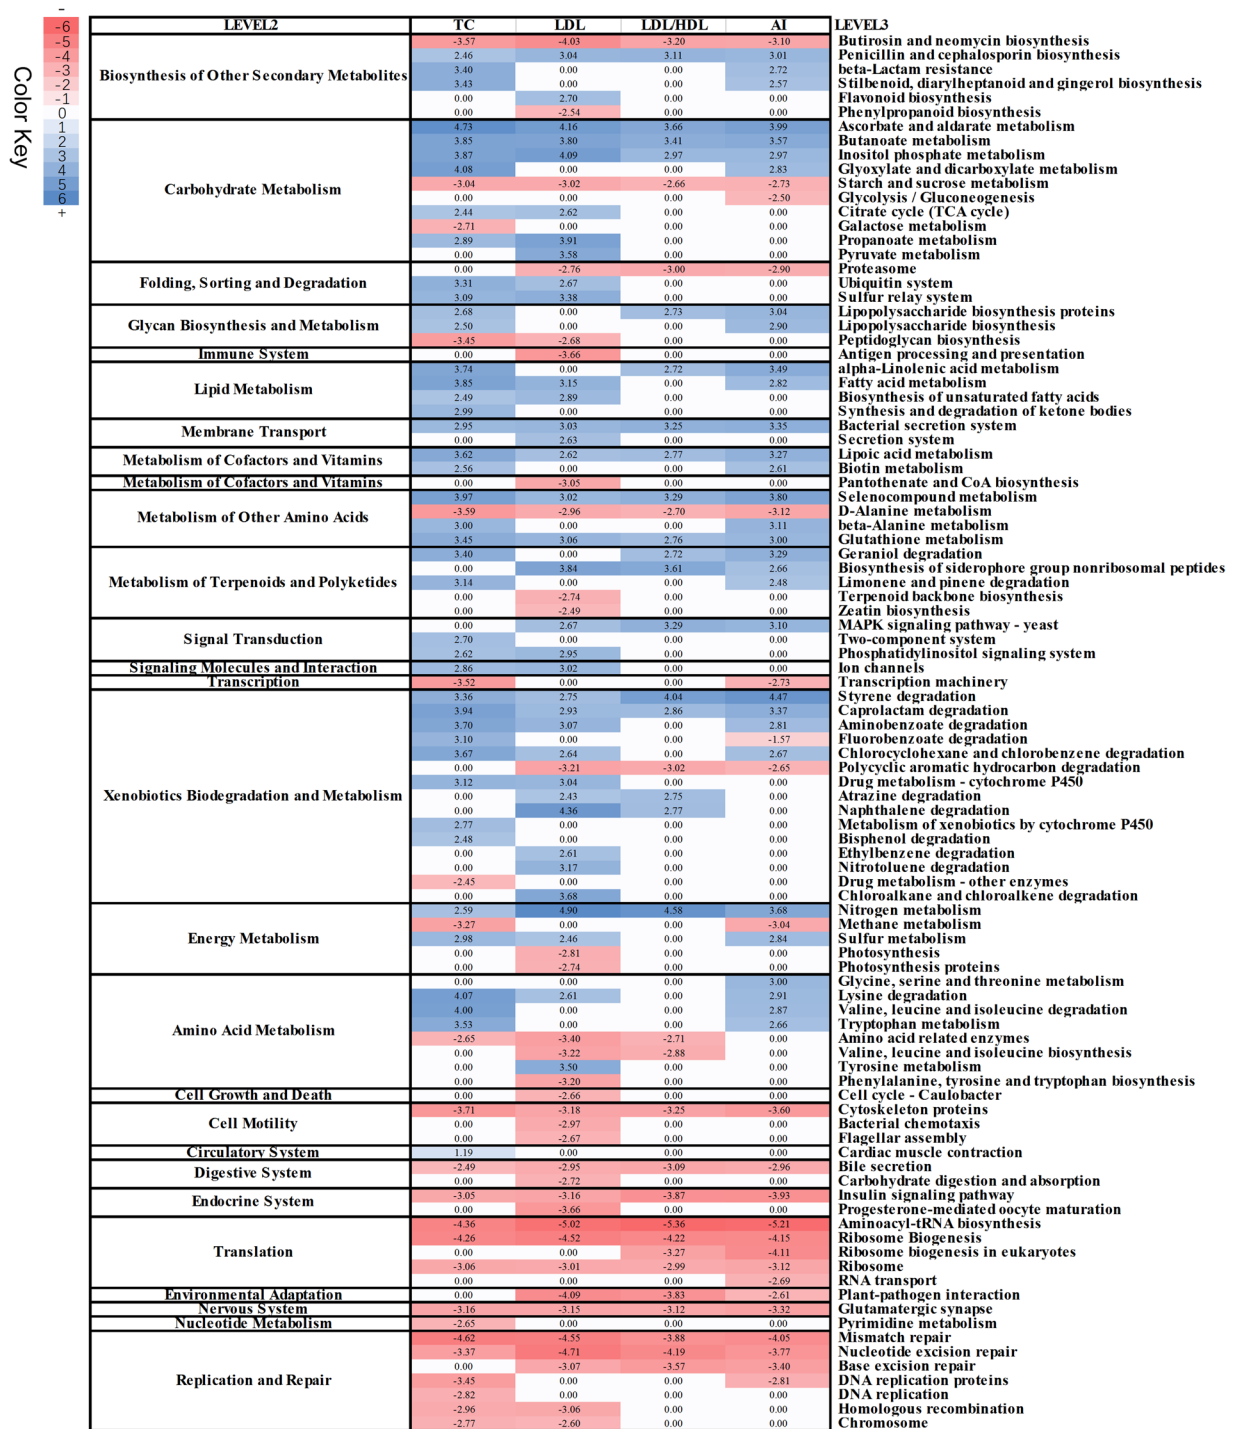 -
-6
-5
-4
-3
-2
-1
0
1
2
3
4
5
6
+
Color Key
LEVEL2 TC LDL LDL/HDL AI LEVEL3
Biosynthesis of Other Secondary Metabolites
-3.57 -4.03 -3.20 -3.10 Butirosin and neomycin biosynthesis
2.46 3.04 3.11 3.01 Penicillin and cephalosporin biosynthesis
3.40 0.00 0.00 2.72 beta-Lactam resistance
3.43 0.00 0.00 2.57 Stilbenoid, diarylheptanoid and gingerol biosynthesis
0.00 2.70 0.00 0.00 Flavonoid biosynthesis
0.00 -2.54 0.00 0.00 Phenylpropanoid biosynthesis
Carbohydrate Metabolism
4.73 4.16 3.66 3.99 Ascorbate and aldarate metabolism
3.85 3.80 3.41 3.57 Butanoate metabolism
3.87 4.09 2.97 2.97 Inositol phosphate metabolism
4.08 0.00 0.00 2.83 Glyoxylate and dicarboxylate metabolism
-3.04 -3.02 -2.66 -2.73 Starch and sucrose metabolism
0.00 0.00 0.00 -2.50 Glycolysis / Gluconeogenesis
2.44 2.62 0.00 0.00 Citrate cycle (TCA cycle)
-2.71 0.00 0.00 0.00 Galactose metabolism
2.89 3.91 0.00 0.00 Propanoate metabolism
0.00 3.58 0.00 0.00 Pyruvate metabolism
Folding, Sorting and Degradation
0.00 -2.76 -3.00 -2.90 Proteasome
3.31 2.67 0.00 0.00 Ubiquitin system
3.09 3.38 0.00 0.00 Sulfur relay system
Glycan Biosynthesis and Metabolism
2.68 0.00 2.73 3.04 Lipopolysaccharide biosynthesis proteins
2.50 0.00 0.00 2.90 Lipopolysaccharide biosynthesis
-3.45 -2.68 0.00 0.00 Peptidoglycan biosynthesis
Immune System 0.00 -3.66 0.00 0.00 Antigen processing and presentation
Lipid Metabolism
3.74 0.00 2.72 3.49 alpha-Linolenic acid metabolism
3.85 3.15 0.00 2.82 Fatty acid metabolism
2.49 2.89 0.00 0.00 Biosynthesis of unsaturated fatty acids
2.99 0.00 0.00 0.00 Synthesis and degradation of ketone bodies
Membrane Transport
2.95 3.03 3.25 3.35 Bacterial secretion system
0.00 2.63 0.00 0.00 Secretion system
Metabolism of Cofactors and Vitamins
3.62 2.62 2.77 3.27 Lipoic acid metabolism
2.56 0.00 0.00 2.61 Biotin metabolism
Metabolism of Cofactors and Vitamins 0.00 -3.05 0.00 0.00 Pantothenate and CoA biosynthesis
Metabolism of Other Amino Acids
3.97 3.02 3.29 3.80 Selenocompound metabolism
-3.59 -2.96 -2.70 -3.12 D-Alanine metabolism
3.00 0.00 0.00 3.11 beta-Alanine metabolism
3.45 3.06 2.76 3.00 Glutathione metabolism
Metabolism of Terpenoids and Polyketides
3.40 0.00 2.72 3.29 Geraniol degradation
0.00 3.84 3.61 2.66 Biosynthesis of siderophore group nonribosomal peptides
3.14 0.00 0.00 2.48 Limonene and pinene degradation
0.00 -2.74 0.00 0.00 Terpenoid backbone biosynthesis
0.00 -2.49 0.00 0.00 Zeatin biosynthesis
Signal Transduction
0.00 2.67 3.29 3.10 MAPK signaling pathway - yeast
2.70 0.00 0.00 0.00 Two-component system
2.62 2.95 0.00 0.00 Phosphatidylinositol signaling system
Signaling Molecules and Interaction 2.86 3.02 0.00 0.00 Ion channels
Transcription -3.52 0.00 0.00 -2.73 Transcription machinery
Xenobiotics Biodegradation and Metabolism
3.36 2.75 4.04 4.47 Styrene degradation
3.94 2.93 2.86 3.37 Caprolactam degradation
3.70 3.07 0.00 2.81 Aminobenzoate degradation
3.10 0.00 0.00 -1.57 Fluorobenzoate degradation
3.67 2.64 0.00 2.67 Chlorocyclohexane and chlorobenzene degradation
0.00 -3.21 -3.02 -2.65 Polycyclic aromatic hydrocarbon degradation
3.12 3.04 0.00 0.00 Drug metabolism - cytochrome P450
0.00 2.43 2.75 0.00 Atrazine degradation
0.00 4.36 2.77 0.00 Naphthalene degradation
2.77 0.00 0.00 0.00 Metabolism of xenobiotics by cytochrome P450
2.48 0.00 0.00 0.00 Bisphenol degradation
0.00 2.61 0.00 0.00 Ethylbenzene degradation
0.00 3.17 0.00 0.00 Nitrotoluene degradation
-2.45 0.00 0.00 0.00 Drug metabolism - other enzymes
0.00 3.68 0.00 0.00 Chloroalkane and chloroalkene degradation
Energy Metabolism
2.59 4.90 4.58 3.68 Nitrogen metabolism
-3.27 0.00 0.00 -3.04 Methane metabolism
2.98 2.46 0.00 2.84 Sulfur metabolism
0.00 -2.81 0.00 0.00 Photosynthesis
0.00 -2.74 0.00 0.00 Photosynthesis proteins
Amino Acid Metabolism
0.00 0.00 0.00 3.00 Glycine, serine and threonine metabolism
4.07 2.61 0.00 2.91 Lysine degradation
4.00 0.00 0.00 2.87 Valine, leucine and isoleucine degradation
3.53 0.00 0.00 2.66 Tryptophan metabolism
-2.65 -3.40 -2.71 0.00 Amino acid related enzymes
0.00 -3.22 -2.88 0.00 Valine, leucine and isoleucine biosynthesis
0.00 3.50 0.00 0.00 Tyrosine metabolism
0.00 -3.20 0.00 0.00 Phenylalanine, tyrosine and tryptophan biosynthesis
Cell Growth and Death 0.00 -2.66 0.00 0.00 Cell cycle - Caulobacter
Cell Motility
-3.71 -3.18 -3.25 -3.60 Cytoskeleton proteins
0.00 -2.97 0.00 0.00 Bacterial chemotaxis
0.00 -2.67 0.00 0.00 Flagellar assembly
Circulatory System 1.19 0.00 0.00 0.00 Cardiac muscle contraction
Digestive System
-2.49 -2.95 -3.09 -2.96 Bile secretion
0.00 -2.72 0.00 0.00 Carbohydrate digestion and absorption
Endocrine System
-3.05 -3.16 -3.87 -3.93 Insulin signaling pathway
0.00 -3.66 0.00 0.00 Progesterone-mediated oocyte maturation
Translation
-4.36 -5.02 -5.36 -5.21 Aminoacyl-tRNA biosynthesis
-4.26 -4.52 -4.22 -4.15 Ribosome Biogenesis
0.00 0.00 -3.27 -4.11 Ribosome biogenesis in eukaryotes
-3.06 -3.01 -2.99 -3.12 Ribosome
0.00 0.00 0.00 -2.69 RNA transport
Environmental Adaptation 0.00 -4.09 -3.83 -2.61 Plant-pathogen interaction
Nervous System -3.16 -3.15 -3.12 -3.32 Glutamatergic synapse
Nucleotide Metabolism -2.65 0.00 0.00 0.00 Pyrimidine metabolism
Replication and Repair
-4.62 -4.55 -3.88 -4.05 Mismatch repair
-3.37 -4.71 -4.19 -3.77 Nucleotide excision repair
0.00 -3.07 -3.57 -3.40 Base excision repair
-3.45 0.00 0.00 -2.81 DNA replication proteins
-2.82 0.00 0.00 0.00 DNA replication
-2.96 -3.06 0.00 0.00 Homologous recombination
-2.77 -2.60 0.00 0.00 Chromosome